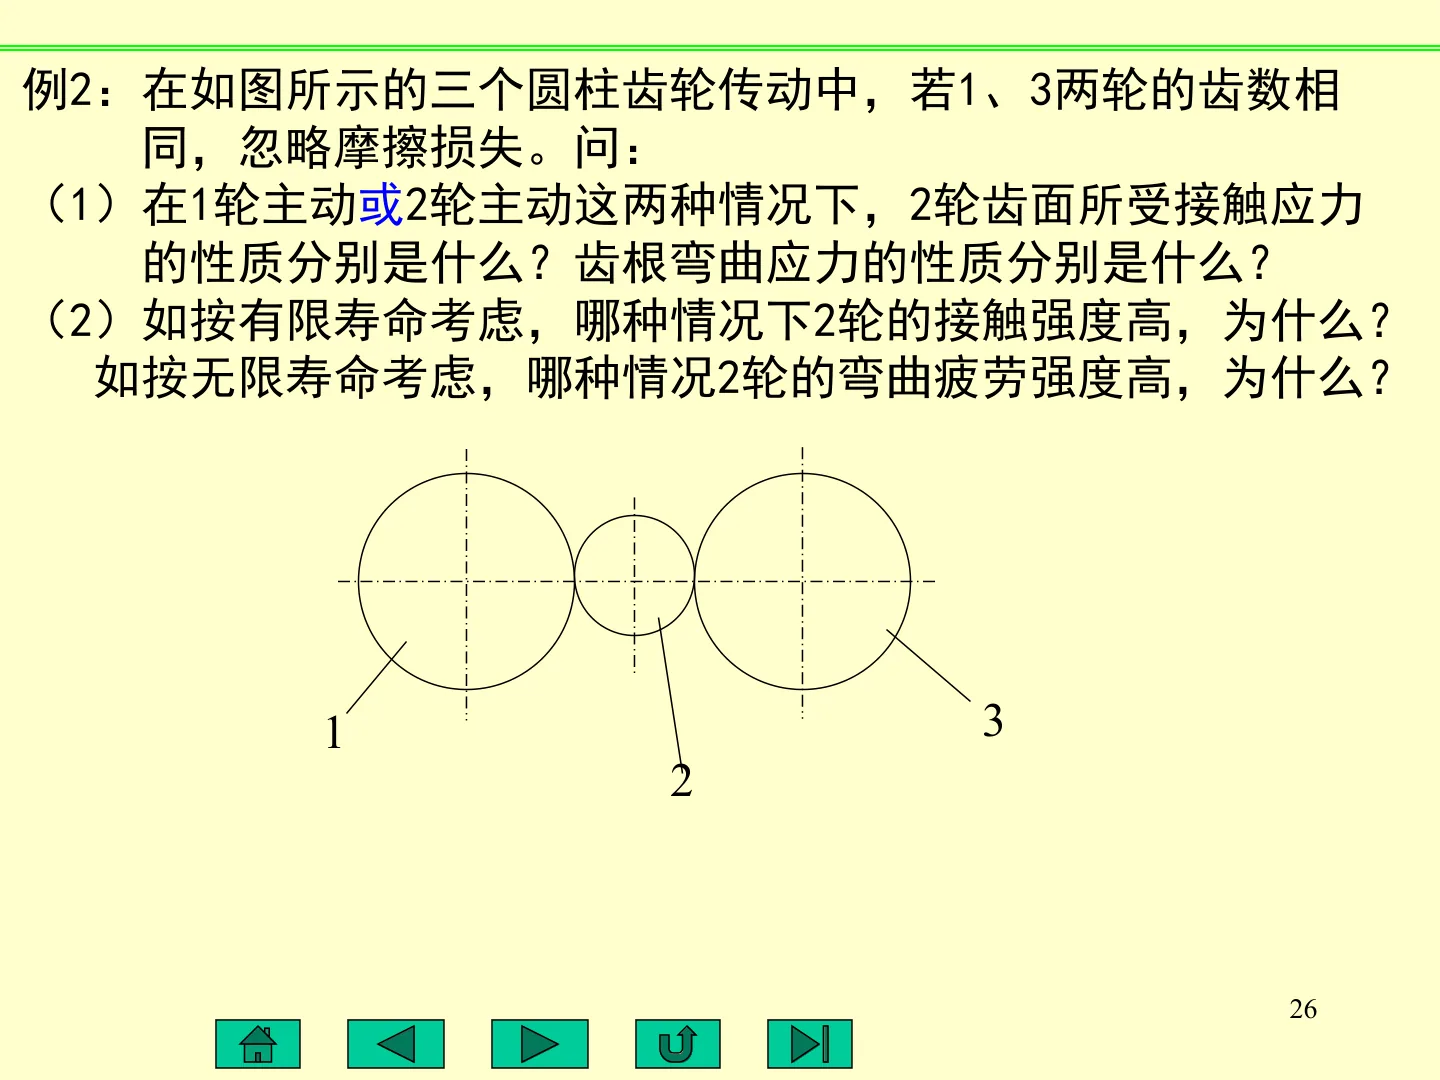 例2：在如图所示的三个圆柱齿轮传动中，若1、3两轮的齿数相
同，忽略摩擦损失。问：
（1）在1轮主动或2轮主动这两种情况下，2轮齿面所受接触应力
的性质分别是什么？齿根弯曲应力的性质分别是什么？
（2）如按有限寿命考虑，哪种情况下2轮的接触强度高，为什么？
如按无限寿命考虑，哪种情况2轮的弯曲疲劳强度高，为什么？
1
3
2
26